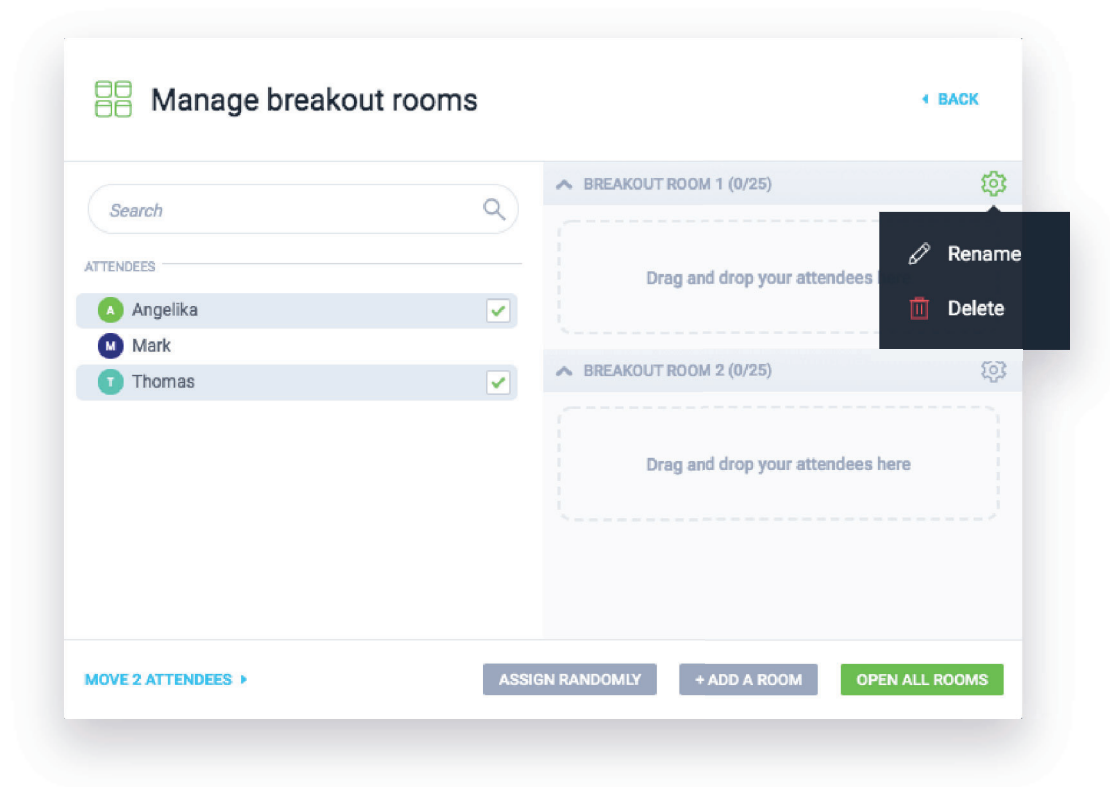 Manage breakout rooms
BACK
Search
ATTENDEES
A Angelika
M Mark
T Thomas
BREAKOUT ROOM 1 (0/25)
Drag and drop your attendees here
Rename
Delete
BREAKOUT ROOM 2 (0/25)
Drag and drop your attendees here
MOVE 2 ATTENDEES
ASSIGN RANDOMLY
+ ADD A ROOM
OPEN ALL ROOMS